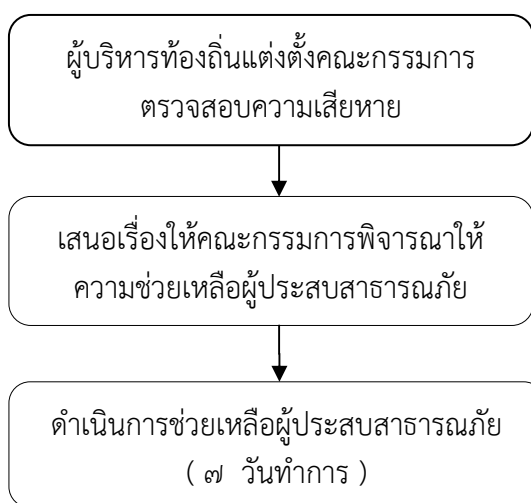 ผู้บริหารท้องถิ่นแต่งตั้งคณะกรรมการ
ตรวจสอบความเสียหาย
เสนอเรื่องให้คณะกรรมการพิจารณาให้
ความช่วยเหลือผู้ประสบสาธารณภัย
ดำเนินการช่วยเหลือผู้ประสบสาธารณภัย
( ๗ วันทำการ )